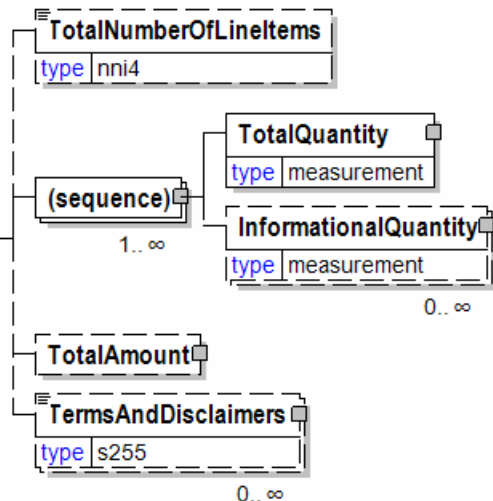 TotalNumberOfLineItems
type nni4
TotalQuantity
type measurement
(sequence)
1.. ∞
InformationalQuantity
type measurement
0.. ∞
TotalAmount
TermsAndDisclaimers
type s255
0.. ∞